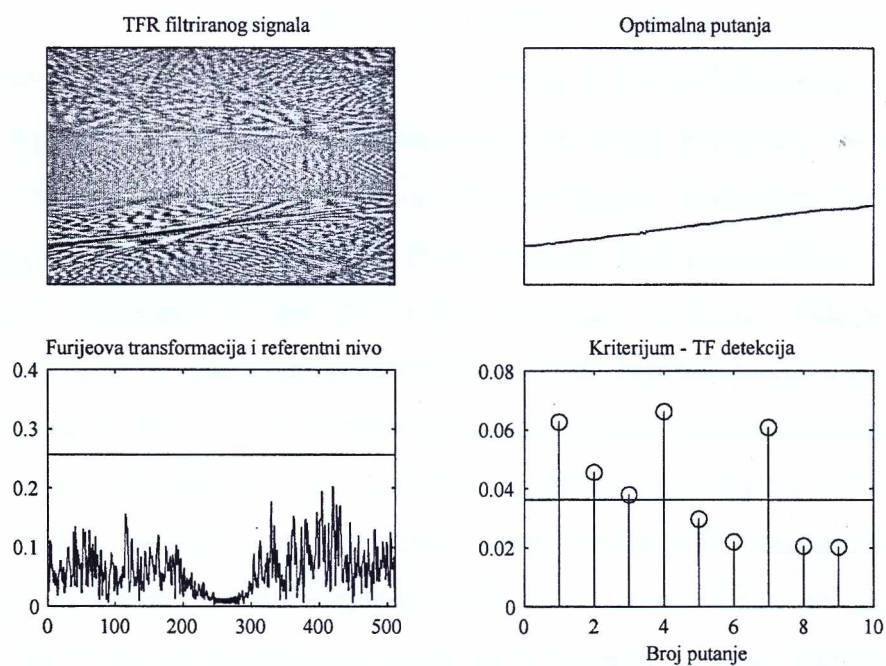 TFR filtriranog signala
Optimalna putanja
Furijeova transformacija i referentni nivo
0.4
0.3
0.2
0.1
0
0 100 200 300 400 500
Kriterijum - TF detekcija
0.08
0.06
0.04
0.02
0
0 2 4 6 8 10
Broj putanje